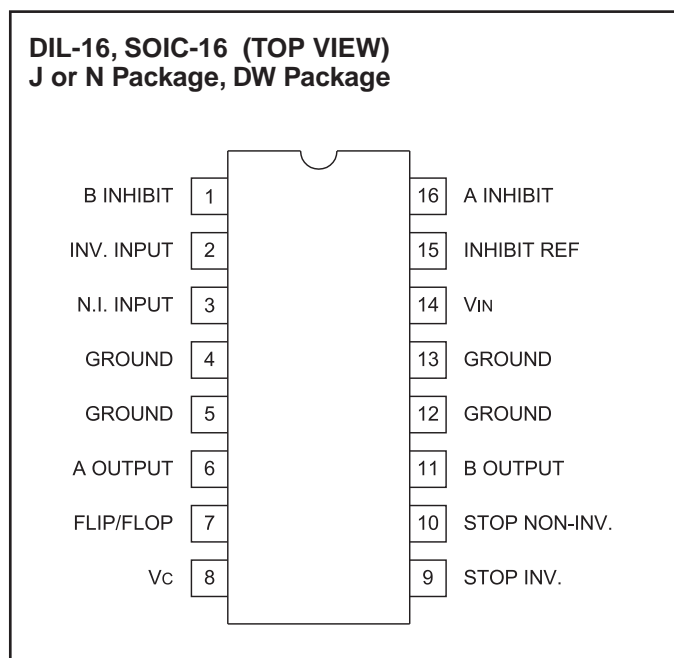 DIL-16, SOIC-16 (TOP VIEW)
J or N Package, DW Package
B INHIBIT 1 16 A INHIBIT
INV. INPUT 2 15 INHIBIT REF
N.I. INPUT 3 14 VIN
GROUND 4 13 GROUND
GROUND 5 12 GROUND
A OUTPUT 6 11 B OUTPUT
FLIP/FLOP 7 10 STOP NON-INV.
VC 8 9 STOP INV.